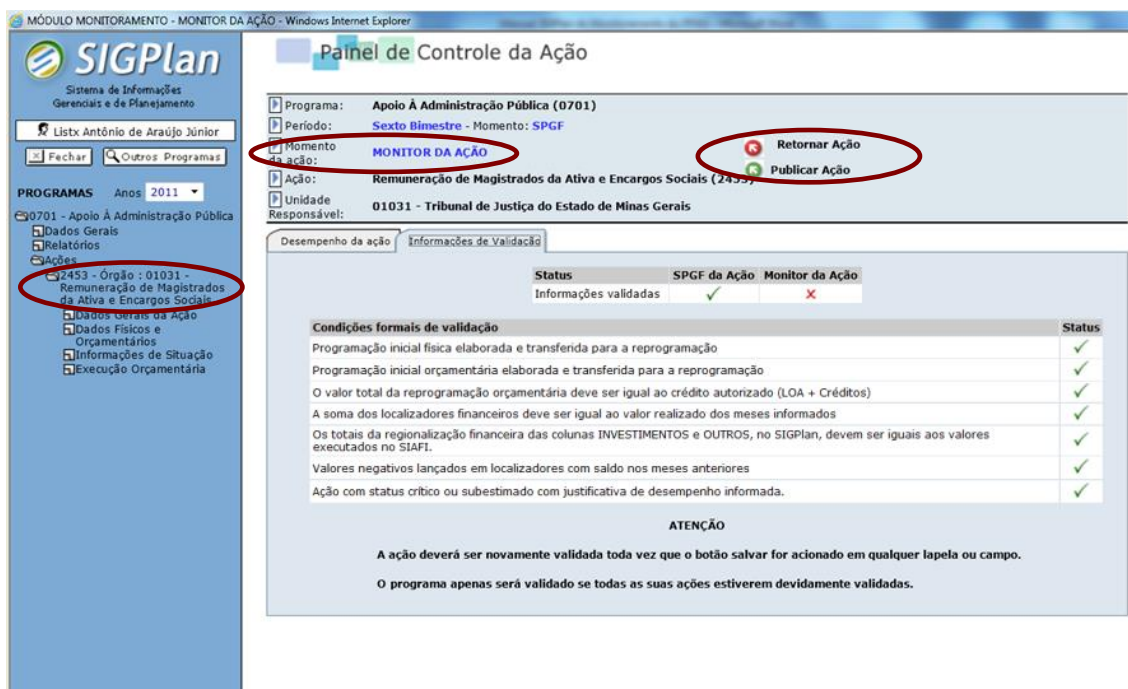 MÓDULO MONITORAMENTO - MONITOR DA AÇÃO - Windows Internet Explorer
SIGPlan
Sistema de Informações
Gerenciais e de Planejamento
Listx Antônio de Araújo Júnior
Fechar Outros Programas
PROGRAMAS Anos 2011
0701 - Apoio À Administração Pública
Dados Gerais
Relatórios
Ações
2453 - Órgão : 01031 -
Remuneração de Magistrados
da Ativa e Encargos Sociais
Dados Gerais da Ação
Dados Físicos e
Orçamentários
Informações de Situação
Execução Orçamentária
Painel de Controle da Ação
Programa: Apoio À Administração Pública (0701)
Período: Sexto Bimestre - Momento: SPGF
Momento
da ação: MONITOR DA AÇÃO
Retornar Ação
Publicar Ação
Ação: Remuneração de Magistrados da Ativa e Encargos Sociais (2453)
Unidade
Responsável: 01031 - Tribunal de Justiça do Estado de Minas Gerais
Desempenho da ação Informações de Validação
Status SPGF da Ação Monitor da Ação
Informações validadas
Condições formais de validação Status
Programação inicial física elaborada e transferida para a reprogramação
Programação inicial orçamentária elaborada e transferida para a reprogramação
O valor total da reprogramação orçamentária deve ser igual ao crédito autorizado (LOA + Créditos)
A soma dos localizadores financeiros deve ser igual ao valor realizado dos meses informados
Os totais da regionalização financeira das colunas INVESTIMENTOS e OUTROS, no SIGPlan, devem ser iguais aos valores
executados no SIAFI.
Valores negativos lançados em localizadores com saldo nos meses anteriores
Ação com status crítico ou subestimado com justificativa de desempenho informada.
ATENÇÃO
A ação deverá ser novamente validada toda vez que o botão salvar for acionado em qualquer lapela ou campo.
O programa apenas será validado se todas as suas ações estiverem devidamente validadas.